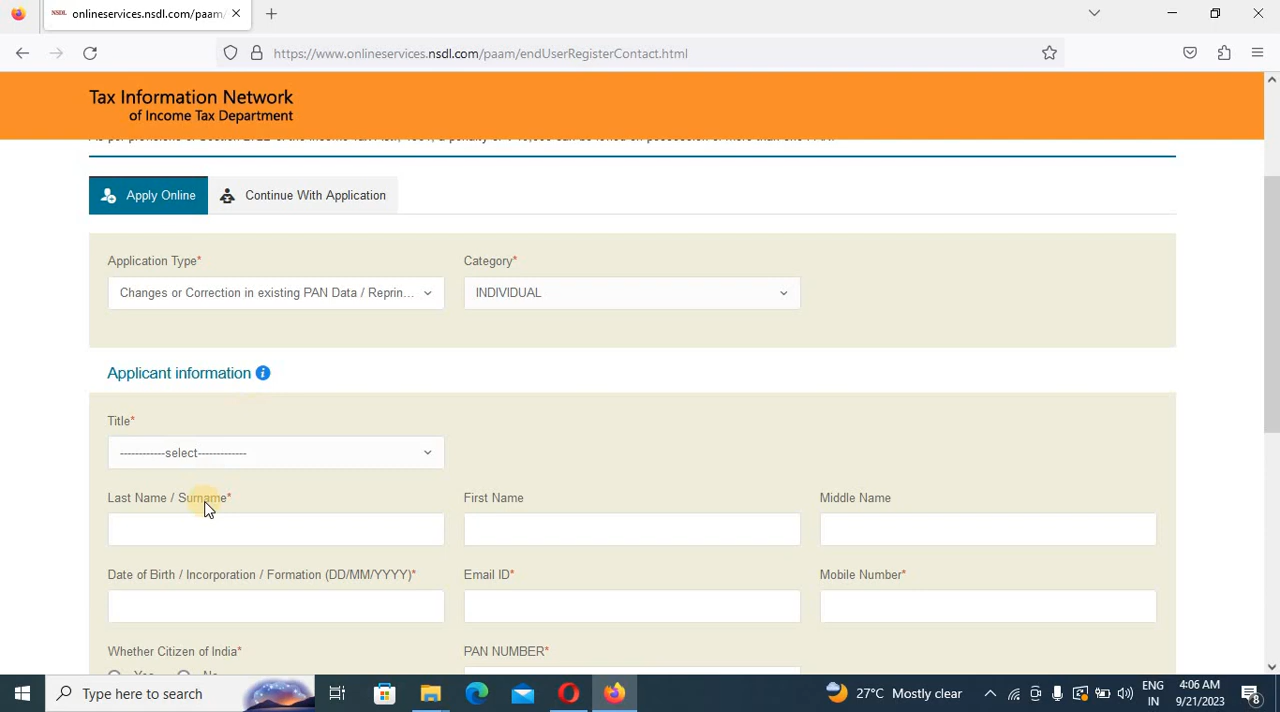 NSDL onlineservices.nsdl.com/paam/
https://www.onlineservices.nsdl.com/paam/endUserRegisterContact.html
Tax Information Network
of Income Tax Department
Apply Online
Continue With Application
Application Type*
Category*
Changes or Correction in existing PAN Data / Reprin...
INDIVIDUAL
Applicant information
Title*
------------select-------------
Last Name / Surname*
First Name
Middle Name
Date of Birth / Incorporation / Formation (DD/MM/YYYY)*
Email ID*
Mobile Number*
Whether Citizen of India*
PAN NUMBER*
Yes
No
Type here to search
27°C Mostly clear
ENG
IN
4:06 AM
9/21/2023
8